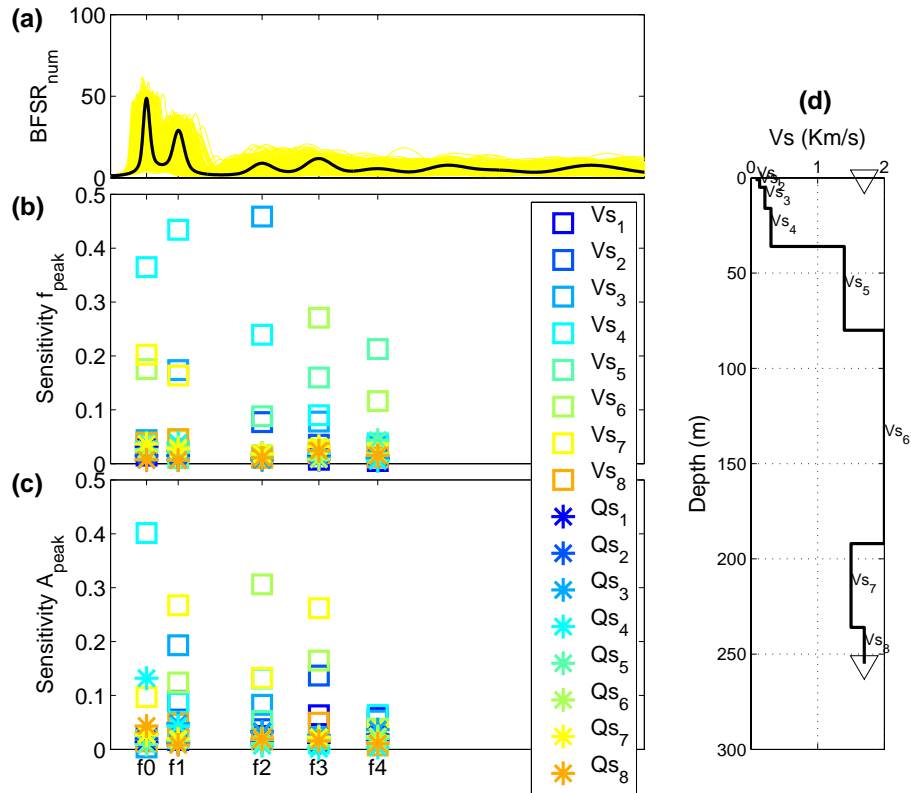 (a)
100
50
0
BFSR_num
(b)
0.5
0.4
0.3
0.2
0.1
0
Sensitivity f_peak
(c)
0.5
0.4
0.3
0.2
0.1
0
Sensitivity A_peak
f0 f1 f2 f3 f4
Vs_1
Vs_2
Vs_3
Vs_4
Vs_5
Vs_6
Vs_7
Vs_8
Qs_1
Qs_2
Qs_3
Qs_4
Qs_5
Qs_6
Qs_7
Qs_8
(d)
Vs (Km/s)
0 1 2
0
50
100
150
200
250
300
Depth (m)
Vs_2
Vs_3
Vs_4
Vs_5
Vs_6
Vs_7
Vs_8